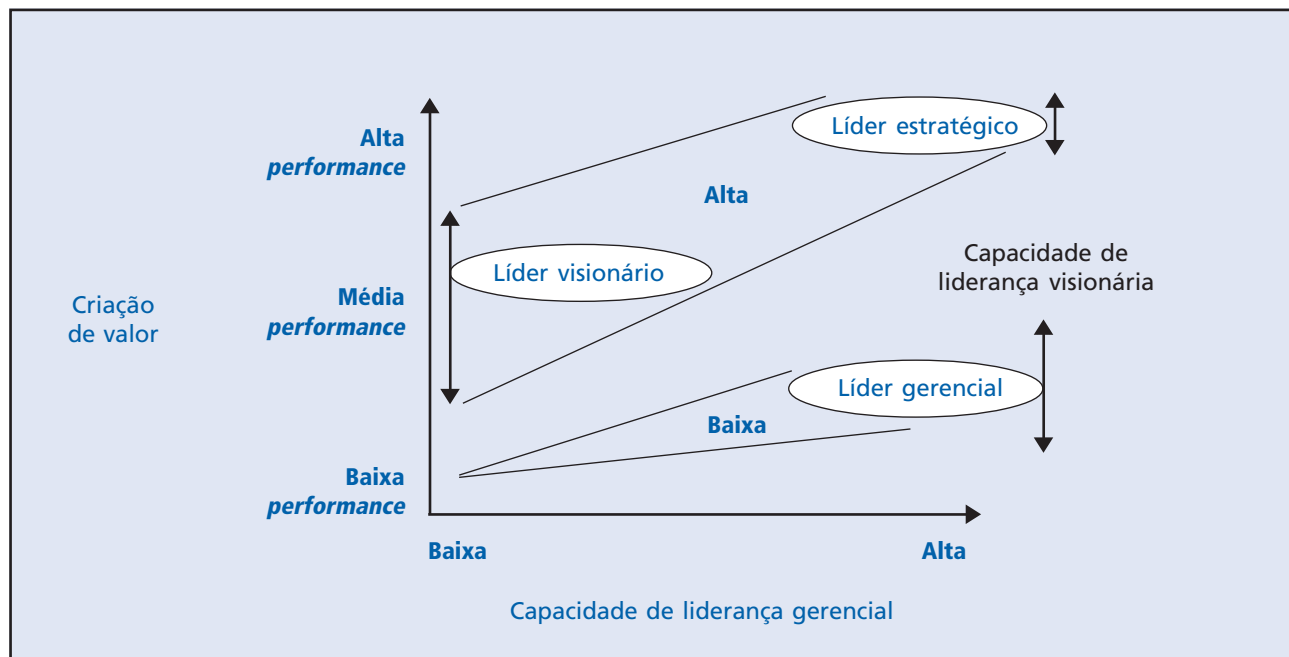 Alta
performance
Líder estratégico
Alta
Líder visionário
Capacidade de
liderança visionária
Criação
de valor
Média
performance
Líder gerencial
Baixa
Baixa
performance
Baixa
Alta
Capacidade de liderança gerencial